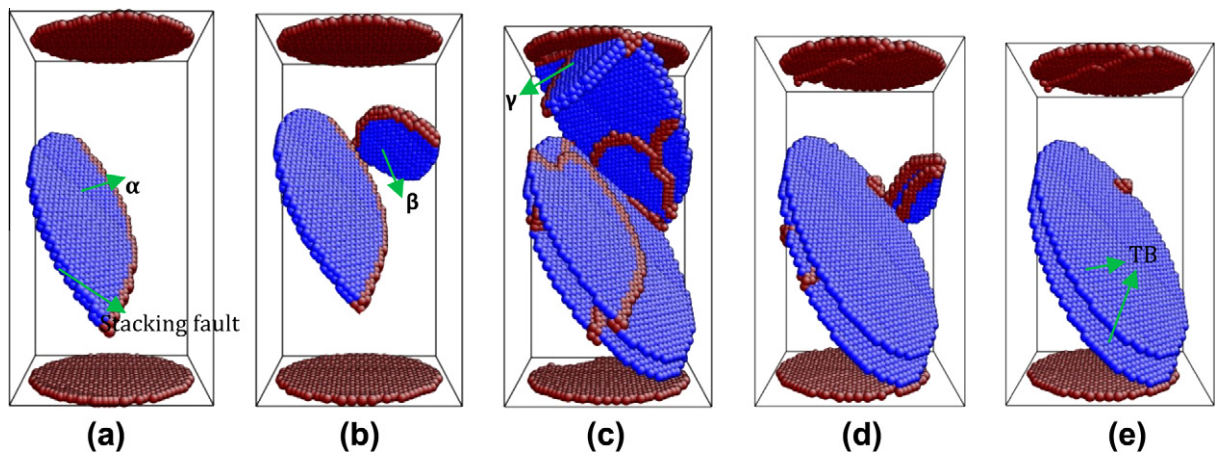 α
Stacking fault
β
γ
TB
(a) (b) (c) (d) (e)